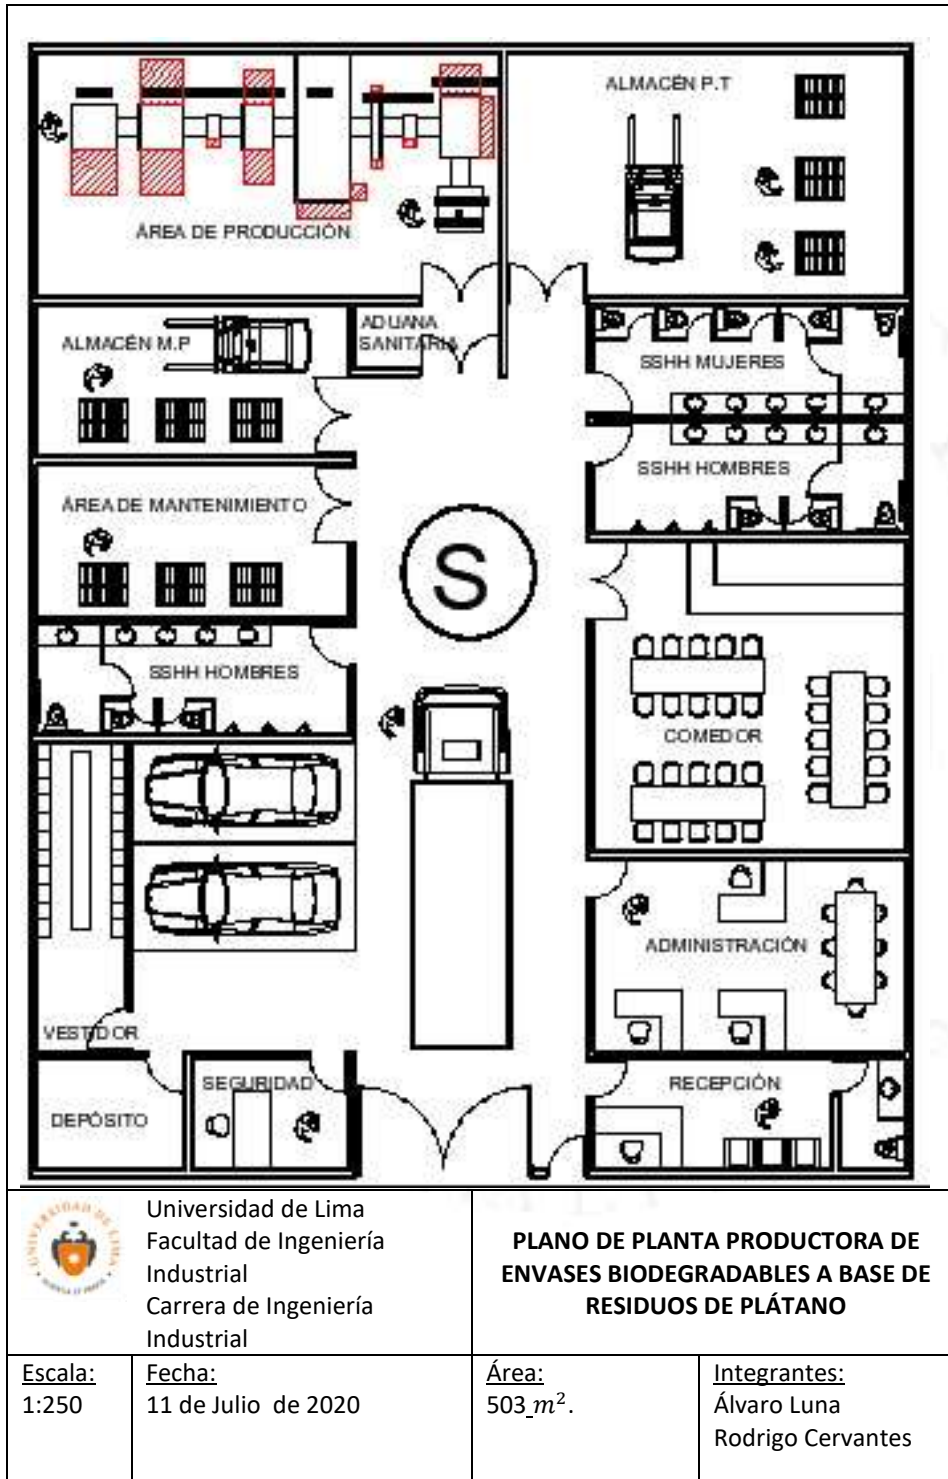 ALMACÉN P.T
ÁREA DE PRODUCCIÓN
ADUANA
SANITARIA
ALMACÉN M.P
SSHH MUJERES
SSHH HOMBRES
ÁREA DE MANTENIMIENTO
S
SSHH HOMBRES
COMEDOR
ADMINISTRACIÓN
VESTIDOR
SEGURIDAD
RECEPCIÓN
DEPÓSITO
Universidad de Lima
Facultad de Ingeniería
Industrial
Carrera de Ingeniería
Industrial
PLANO DE PLANTA PRODUCTORA DE
ENVASES BIODEGRADABLES A BASE DE
RESIDUOS DE PLÁTANO
Escala:
1:250
Fecha:
11 de Julio de 2020
Área:
503 m².
Integrantes:
Álvaro Luna
Rodrigo Cervantes